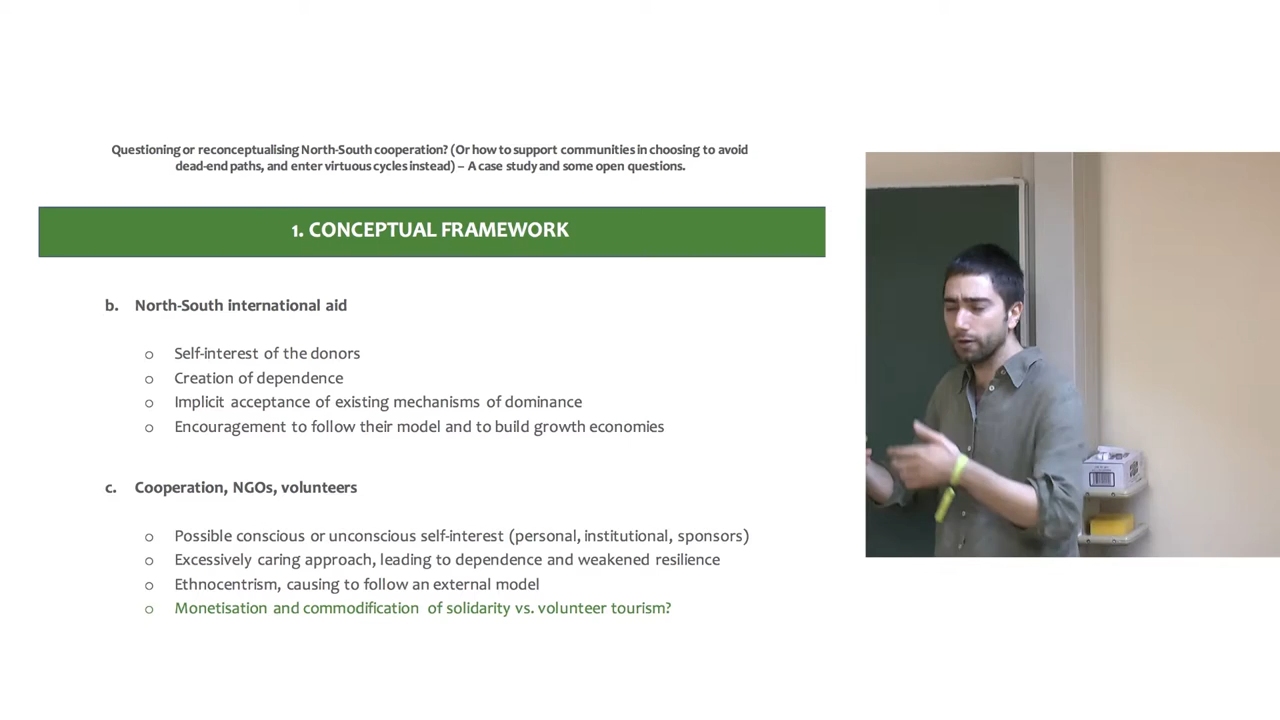 Questioning or reconceptualising North-South cooperation? (Or how to support communities in choosing to avoid
dead-end paths, and enter virtuous cycles instead) – A case study and some open questions.
1. CONCEPTUAL FRAMEWORK
b. North-South international aid
o Self-interest of the donors
o Creation of dependence
o Implicit acceptance of existing mechanisms of dominance
o Encouragement to follow their model and to build growth economies
c. Cooperation, NGOs, volunteers
o Possible conscious or unconscious self-interest (personal, institutional, sponsors)
o Excessively caring approach, leading to dependence and weakened resilience
o Ethnocentrism, causing to follow an external model
o Monetisation and commodification of solidarity vs. volunteer tourism?